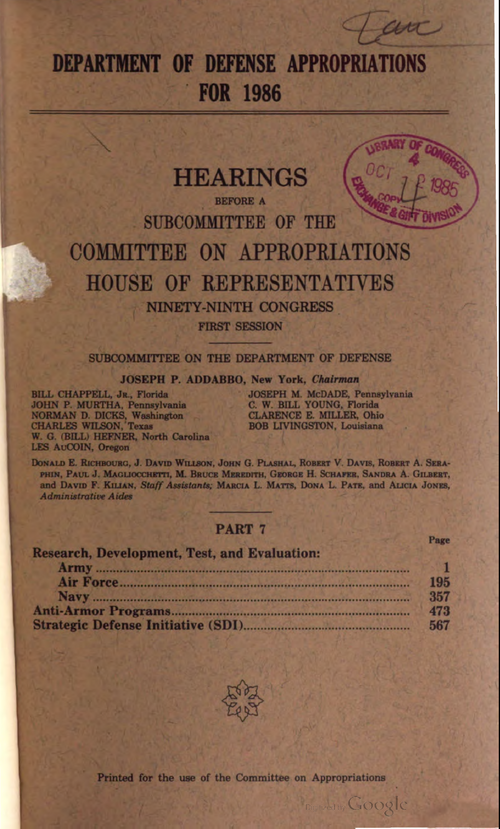 DEPARTMENT OF DEFENSE APPROPRIATIONS
FOR 1986
LIBRARY OF CONGRESS
4
OCT 1985
COPY
EXCHANGE & GIFT DIVISION
HEARINGS
BEFORE A
SUBCOMMITTEE OF THE
COMMITTEE ON APPROPRIATIONS
HOUSE OF REPRESENTATIVES
NINETY-NINTH CONGRESS
FIRST SESSION
SUBCOMMITTEE ON THE DEPARTMENT OF DEFENSE
JOSEPH P. ADDABBO, New York, Chairman
BILL CHAPPELL, Jr., Florida
JOHN P. MURTHA, Pennsylvania
NORMAN D. DICKS, Washington
CHARLES WILSON, Texas
W. G. (BILL) HEFNER, North Carolina
LES AuCOIN, Oregon
JOSEPH M. McDADE, Pennsylvania
C. W. BILL YOUNG, Florida
CLARENCE E. MILLER, Ohio
BOB LIVINGSTON, Louisiana
Donald E. Richbourg, J. David Willson, John G. Plashal, Robert V. Davis, Robert A. Sera-
phin, Paul J. Magliocchetti, M. Bruce Meredith, George H. Schafer, Sandra A. Gilbert,
and David F. Kilian, Staff Assistants; Marcia L. Matts, Dona L. Pate, and Alicia Jones,
Administrative Aides
PART 7
Page
Research, Development, Test, and Evaluation:
Army ........ 1
Air Force ........ 195
Navy ........ 357
Anti-Armor Programs ........ 473
Strategic Defense Initiative (SDI) ........ 567
Printed for the use of the Committee on Appropriations
Google